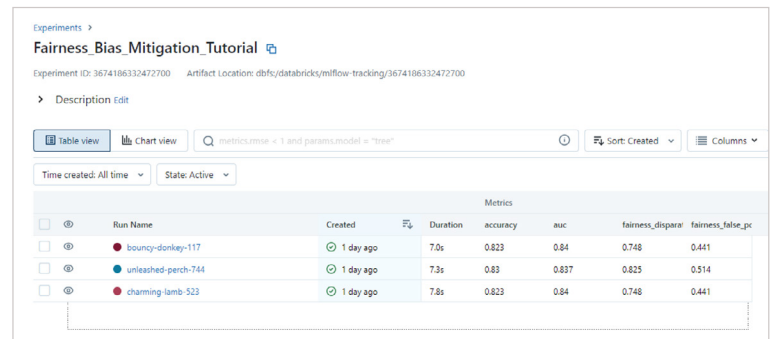 Experiments >
Fairness_Bias_Mitigation_Tutorial
Experiment ID: 3674186332472700 Artifact Location: dbfs:/databricks/mlflow-tracking/3674186332472700
> Description Edit
Table view Chart view metrics.rmse < 1 and params.model = "tree" Sort: Created Columns
Time created: All time State: Active
Metrics
Run Name Created Duration accuracy auc fairness_disparat fairness_false_po
bouncy-donkey-117 1 day ago 7.0s 0.823 0.84 0.748 0.441
unleashed-perch-744 1 day ago 7.3s 0.83 0.837 0.825 0.514
charming-lamb-523 1 day ago 7.8s 0.823 0.84 0.748 0.441